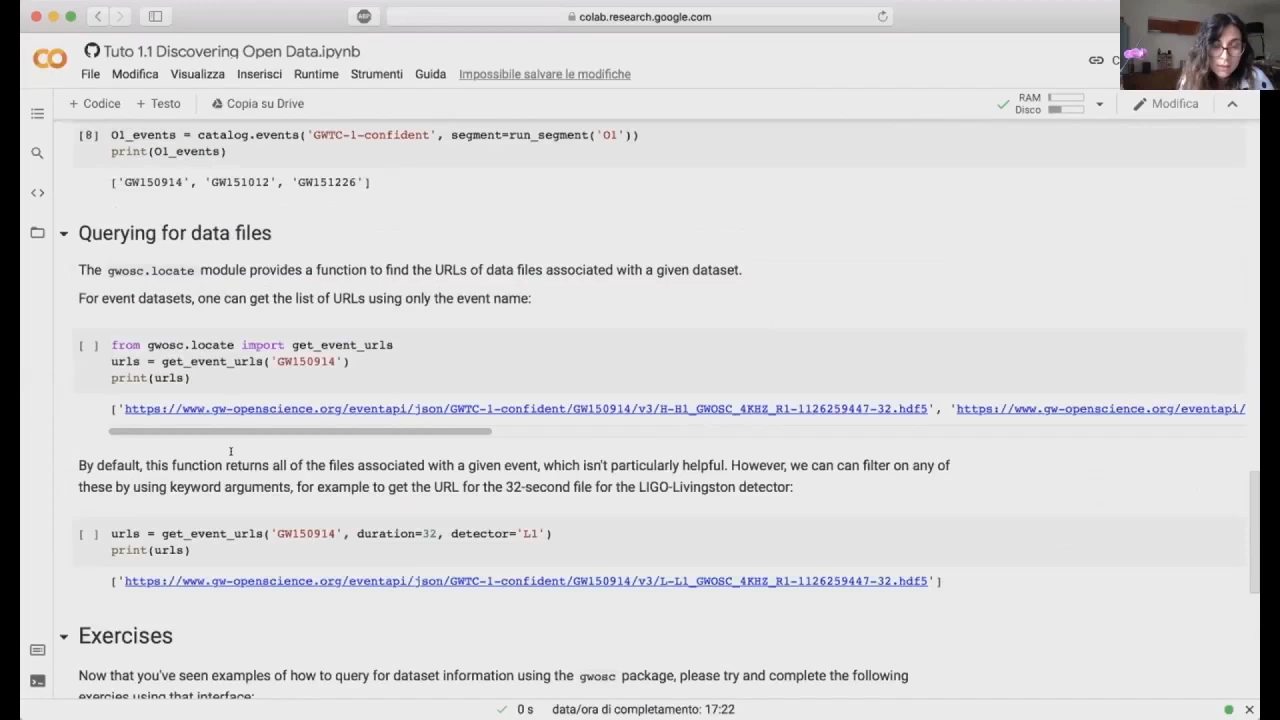 colab.research.google.com
ABP
CO
Tuto 1.1 Discovering Open Data.ipynb
File Modifica Visualizza Inserisci Runtime Strumenti Guida Impossibile salvare le modifiche
+ Codice + Testo Copia su Drive
RAM
Disco
Modifica
[8] O1_events = catalog.events('GWTC-1-confident', segment=run_segment('O1'))
print(O1_events)
['GW150914', 'GW151012', 'GW151226']
Querying for data files
The gwosc.locate module provides a function to find the URLs of data files associated with a given dataset.
For event datasets, one can get the list of URLs using only the event name:
[ ] from gwosc.locate import get_event_urls
urls = get_event_urls('GW150914')
print(urls)
['https://www.gw-openscience.org/eventapi/json/GWTC-1-confident/GW150914/v3/H-H1_GWOSC_4KHZ_R1-1126259447-32.hdf5', 'https://www.gw-openscience.org/eventapi/
By default, this function returns all of the files associated with a given event, which isn't particularly helpful. However, we can can filter on any of
these by using keyword arguments, for example to get the URL for the 32-second file for the LIGO-Livingston detector:
[ ] urls = get_event_urls('GW150914', duration=32, detector='L1')
print(urls)
['https://www.gw-openscience.org/eventapi/json/GWTC-1-confident/GW150914/v3/L-L1_GWOSC_4KHZ_R1-1126259447-32.hdf5']
Exercises
Now that you've seen examples of how to query for dataset information using the gwosc package, please try and complete the following
exercies using that interface:
0 s data/ora di completamento: 17:22